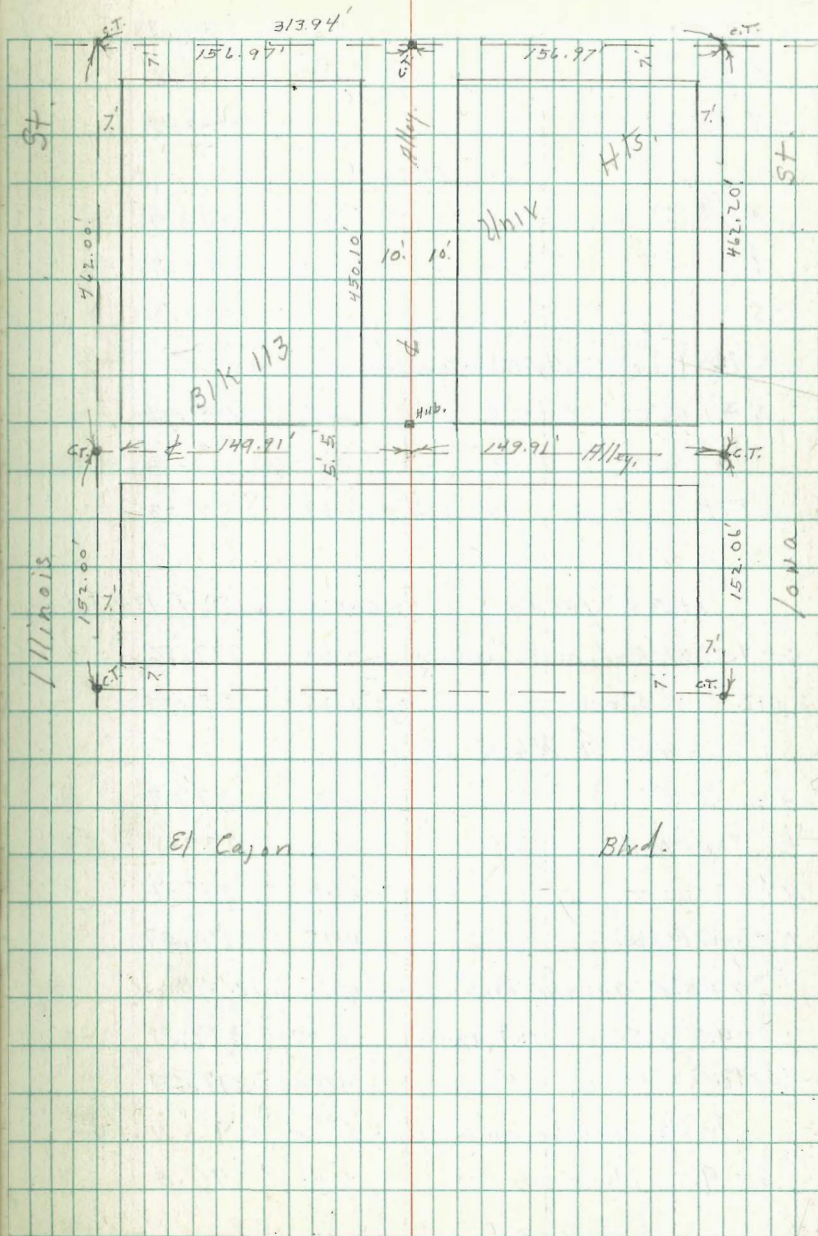 313.94'
C.T.
C.T.
C.T.
7.
156.97'
156.97'
7.
St.
7.'
Alley.
7.'
Hts.
St.
Univ
462.00'
450.10'
10.'
10.'
462.20'
℄
Blk 113
Hub.
C.T.
℄
149.91'
5.'
5.'
149.91'
Alley.
C.T.
Illinois
152.00'
7.'
152.06'
Iowa
7.'
C.T.
7.
7.
C.T.
El Cajon
Blvd.